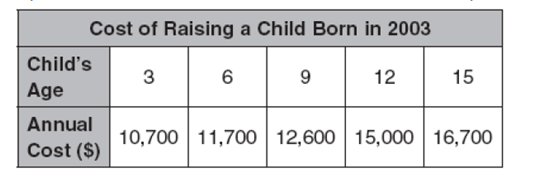 Cost of Raising a Child Born in 2003
Child's Age 3 6 9 12 15
Annual Cost ($) 10,700 11,700 12,600 15,000 16,700